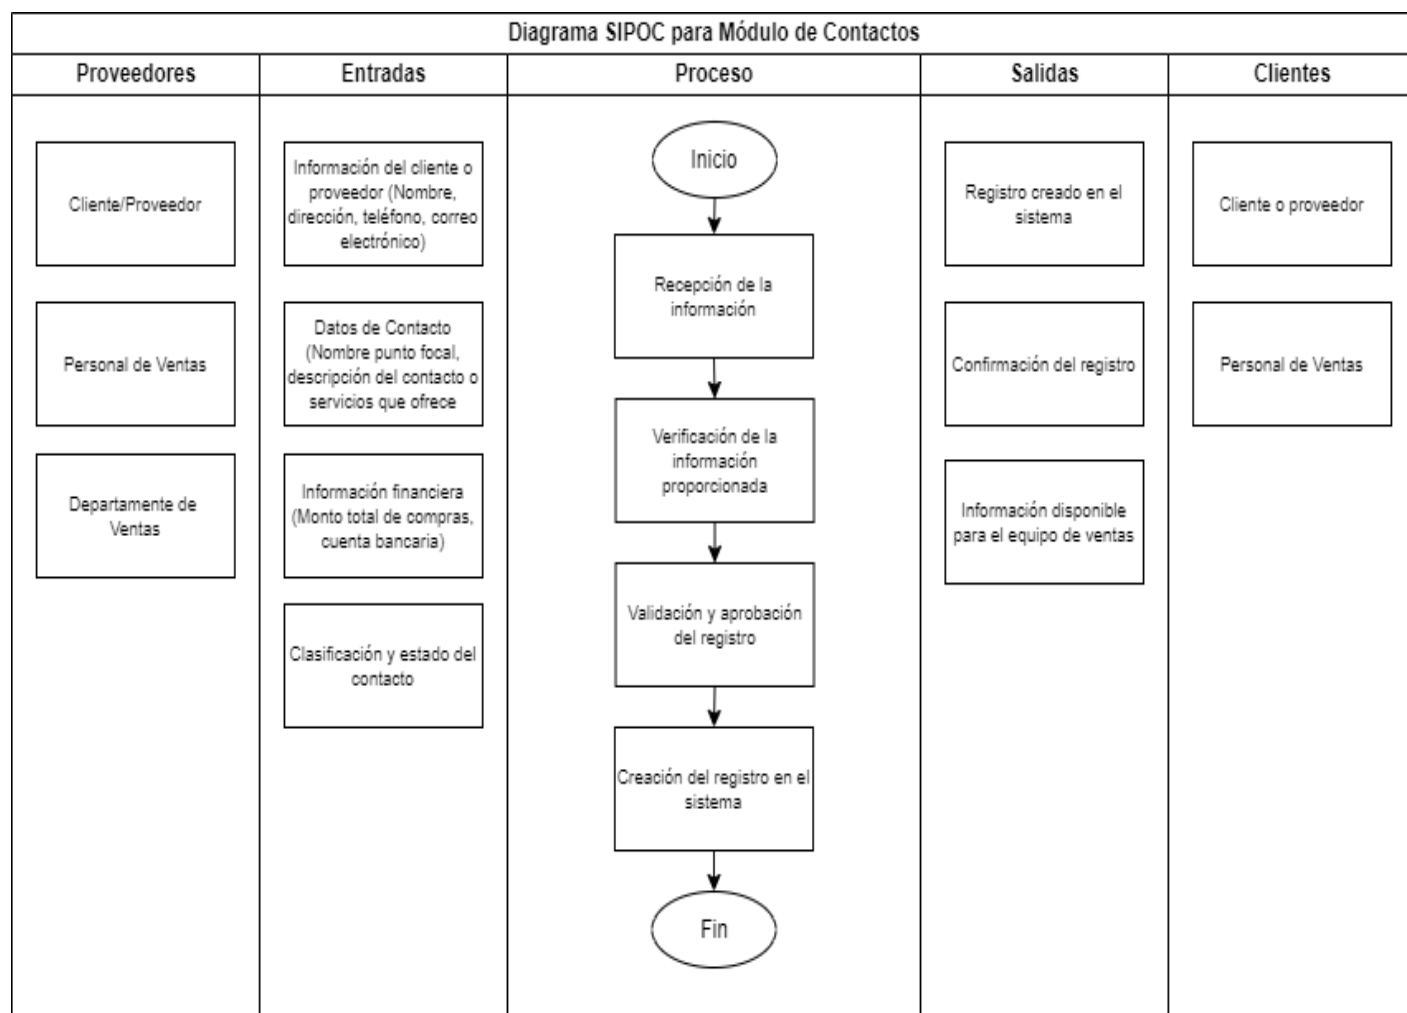 Diagrama SIPOC para Módulo de Contactos
Proveedores
Entradas
Proceso
Salidas
Clientes
Cliente/Proveedor
Personal de Ventas
Departamente de
Ventas
Información del cliente o
proveedor (Nombre,
dirección, teléfono, correo
electrónico)
Datos de Contacto
(Nombre punto focal,
descripción del contacto o
servicios que ofrece
Información financiera
(Monto total de compras,
cuenta bancaria)
Clasificación y estado del
contacto
Inicio
Recepción de la
información
Verificación de la
información
proporcionada
Validación y aprobación
del registro
Creación del registro en el
sistema
Fin
Registro creado en el
sistema
Confirmación del registro
Información disponible
para el equipo de ventas
Cliente o proveedor
Personal de Ventas